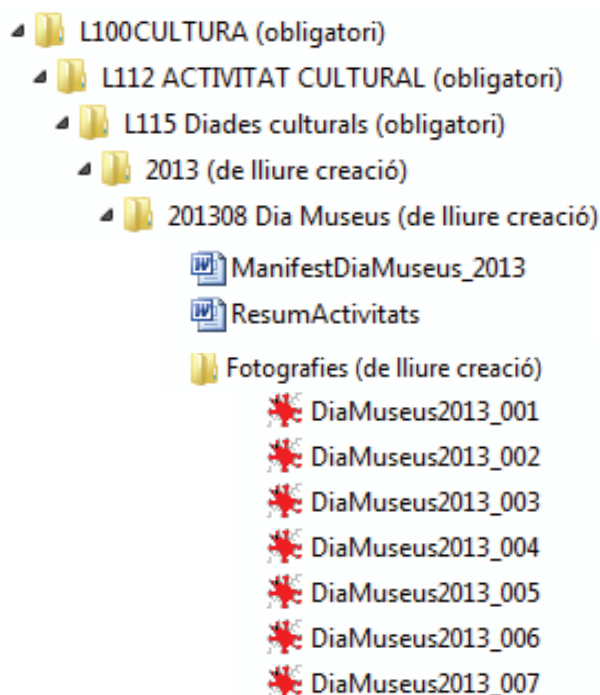 L100CULTURA (obligatori)
L112 ACTIVITAT CULTURAL (obligatori)
L115 Diades culturals (obligatori)
2013 (de lliure creació)
201308 Dia Museus (de lliure creació)
ManifestDiaMuseus_2013
ResumActivitats
Fotografies (de lliure creació)
DiaMuseus2013_001
DiaMuseus2013_002
DiaMuseus2013_003
DiaMuseus2013_004
DiaMuseus2013_005
DiaMuseus2013_006
DiaMuseus2013_007